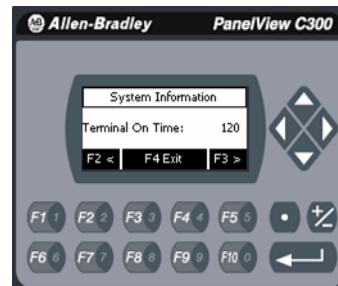 AB Allen-Bradley PanelView C300
System Information
Terminal On Time: 120
F2 < F4 Exit F3 >
F1 1 F2 2 F3 3 F4 4 F5 5 • +/-
F6 6 F7 7 F8 8 F9 9 F10 0